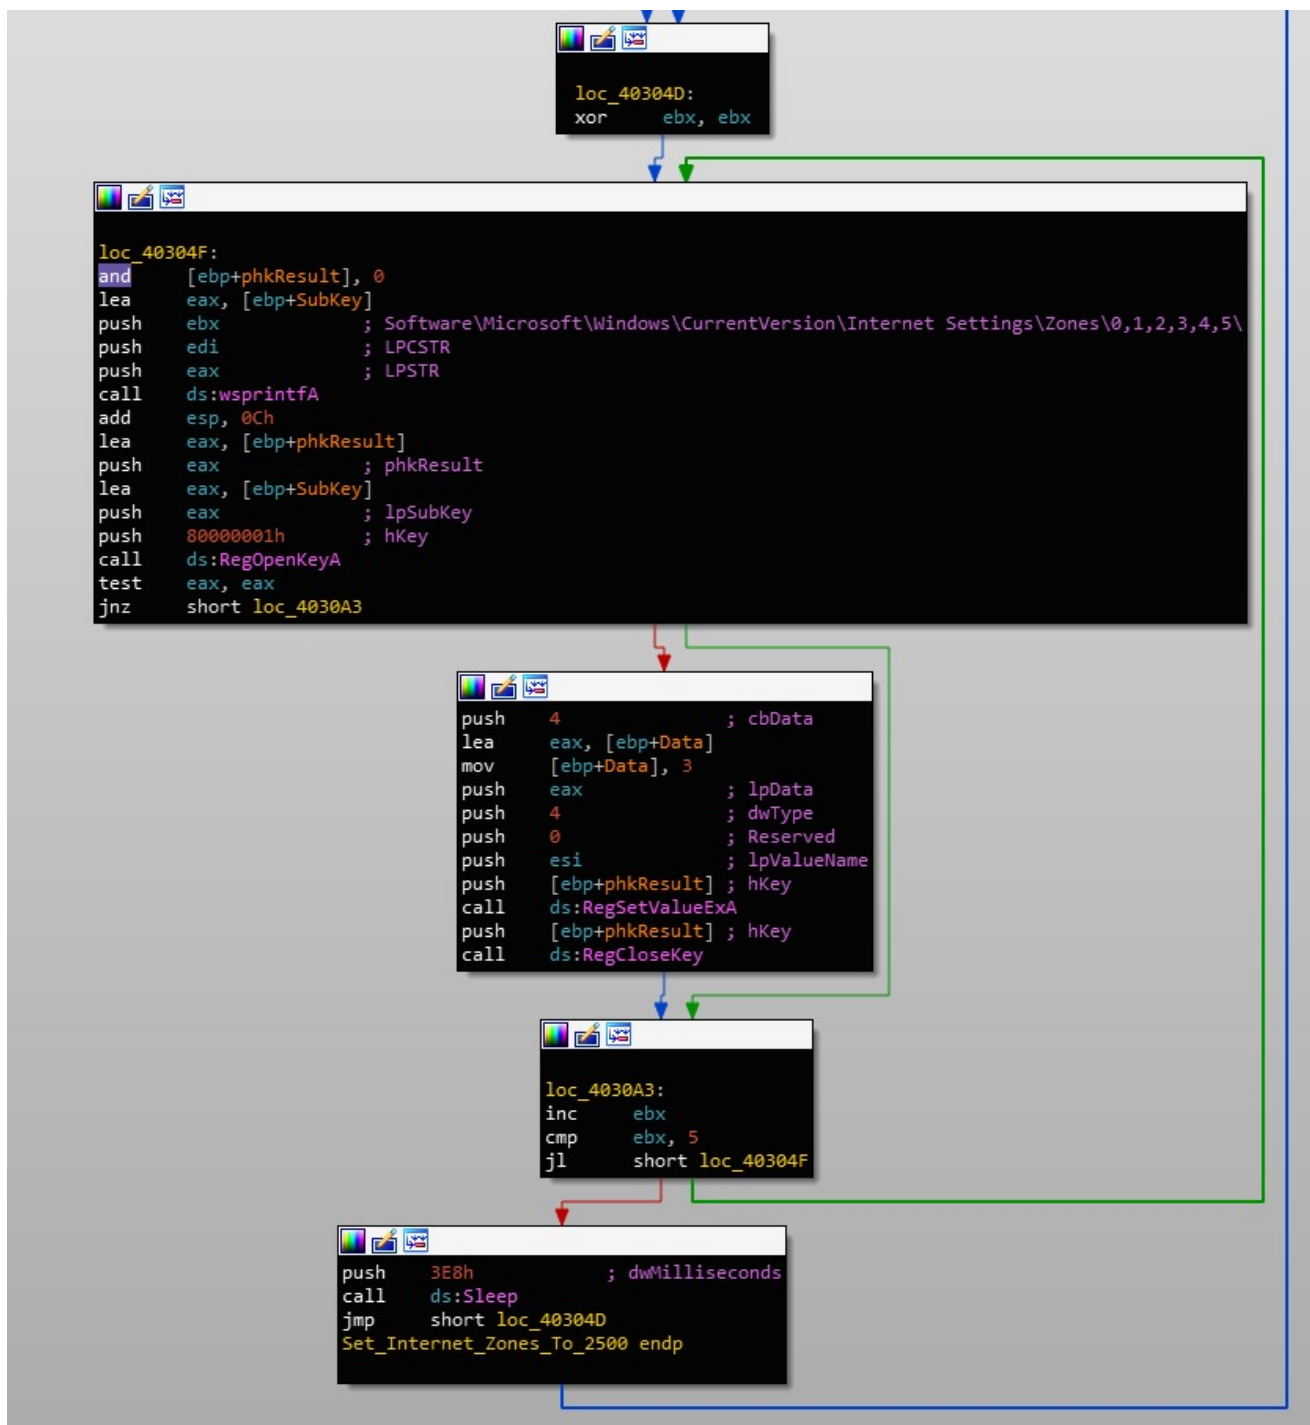 loc_40304D:
xor ebx, ebx
loc_40304F:
and [ebp+phkResult], 0
lea eax, [ebp+SubKey]
push ebx ; Software\Microsoft\Windows\CurrentVersion\Internet Settings\Zones\0,1,2,3,4,5\
push edi ; LPCSTR
push eax ; LPSTR
call ds:wsprintfA
add esp, 0Ch
lea eax, [ebp+phkResult]
push eax ; phkResult
lea eax, [ebp+SubKey]
push eax ; lpSubKey
push 80000001h ; hKey
call ds:RegOpenKeyA
test eax, eax
jnz short loc_4030A3
push 4 ; cbData
lea eax, [ebp+Data]
mov [ebp+Data], 3
push eax ; lpData
push 4 ; dwType
push 0 ; Reserved
push esi ; lpValueName
push [ebp+phkResult] ; hKey
call ds:RegSetValueExA
push [ebp+phkResult] ; hKey
call ds:RegCloseKey
loc_4030A3:
inc ebx
cmp ebx, 5
jl short loc_40304F
push 3E8h ; dwMilliseconds
call ds:Sleep
jmp short loc_40304D
Set_Internet_Zones_To_2500 endp